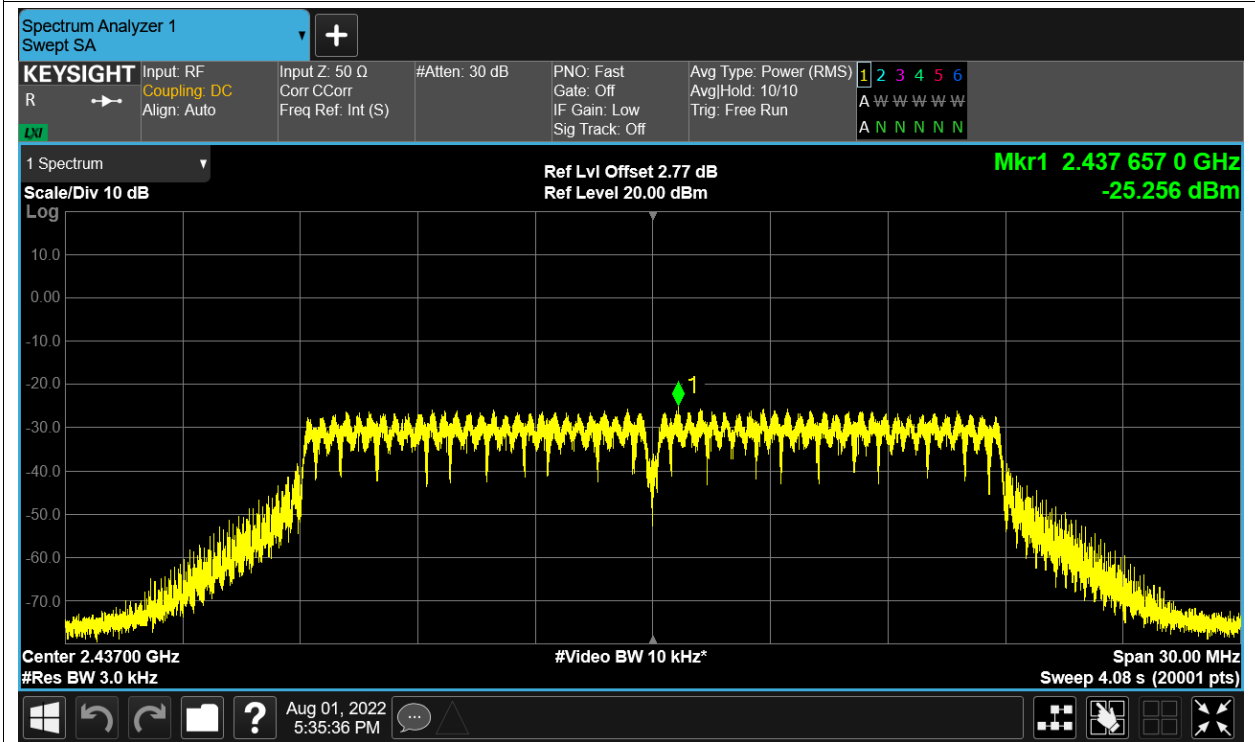 Spectrum Analyzer 1
Swept SA
KEYSIGHT
R
LXI
Input: RF
Coupling: DC
Align: Auto
Input Z: 50 Ω
Corr CCorr
Freq Ref: Int (S)
#Atten: 30 dB
PNO: Fast
Gate: Off
IF Gain: Low
Sig Track: Off
Avg Type: Power (RMS)
Avg|Hold: 10/10
Trig: Free Run
1 2 3 4 5 6
A W W W W W
A N N N N N
1 Spectrum
Scale/Div 10 dB
Log
Ref Lvl Offset 2.77 dB
Ref Level 20.00 dBm
Mkr1 2.437 657 0 GHz
-25.256 dBm
10.0
0.00
-10.0
-20.0
-30.0
-40.0
-50.0
-60.0
-70.0
1
Center 2.43700 GHz
#Res BW 3.0 kHz
#Video BW 10 kHz*
Span 30.00 MHz
Sweep 4.08 s (20001 pts)
?
Aug 01, 2022
5:35:36 PM